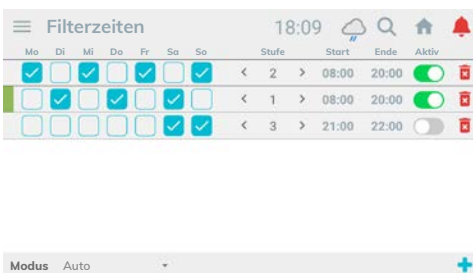 Filterzeiten 18:09
Mo Di Mi Do Fr Sa So Stufe Start Ende Aktiv
< 2 > 08:00 20:00
< 1 > 08:00 20:00
< 3 > 21:00 22:00
Modus Auto